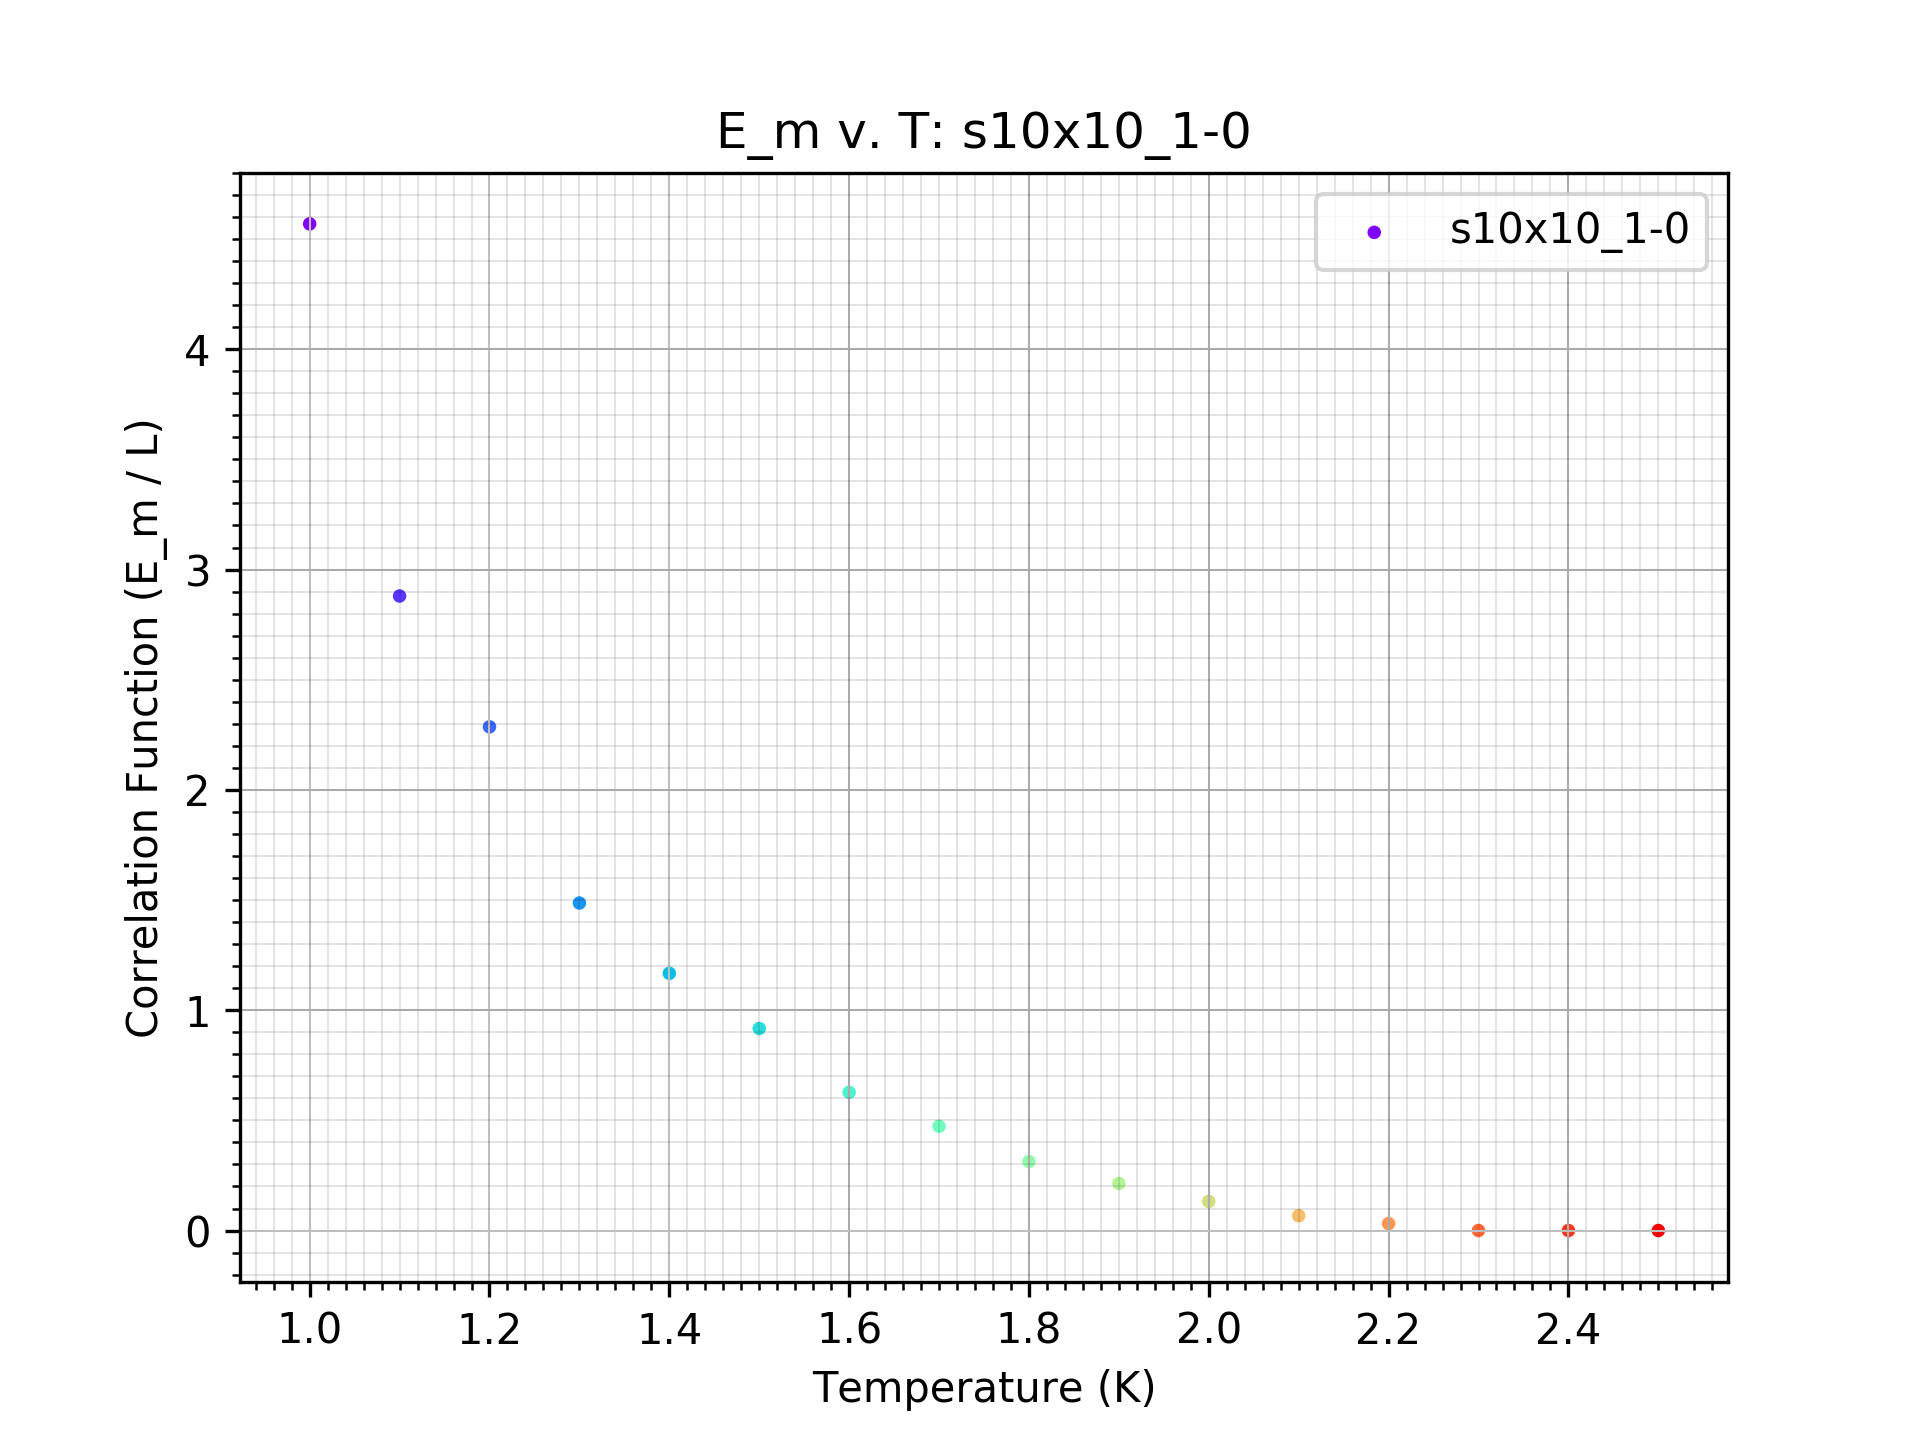 E_m v. T: s10x10_1-0
s10x10_1-0
Correlation Function (E_m / L)
4
3
2
1
0
1.0 1.2 1.4 1.6 1.8 2.0 2.2 2.4
Temperature (K)